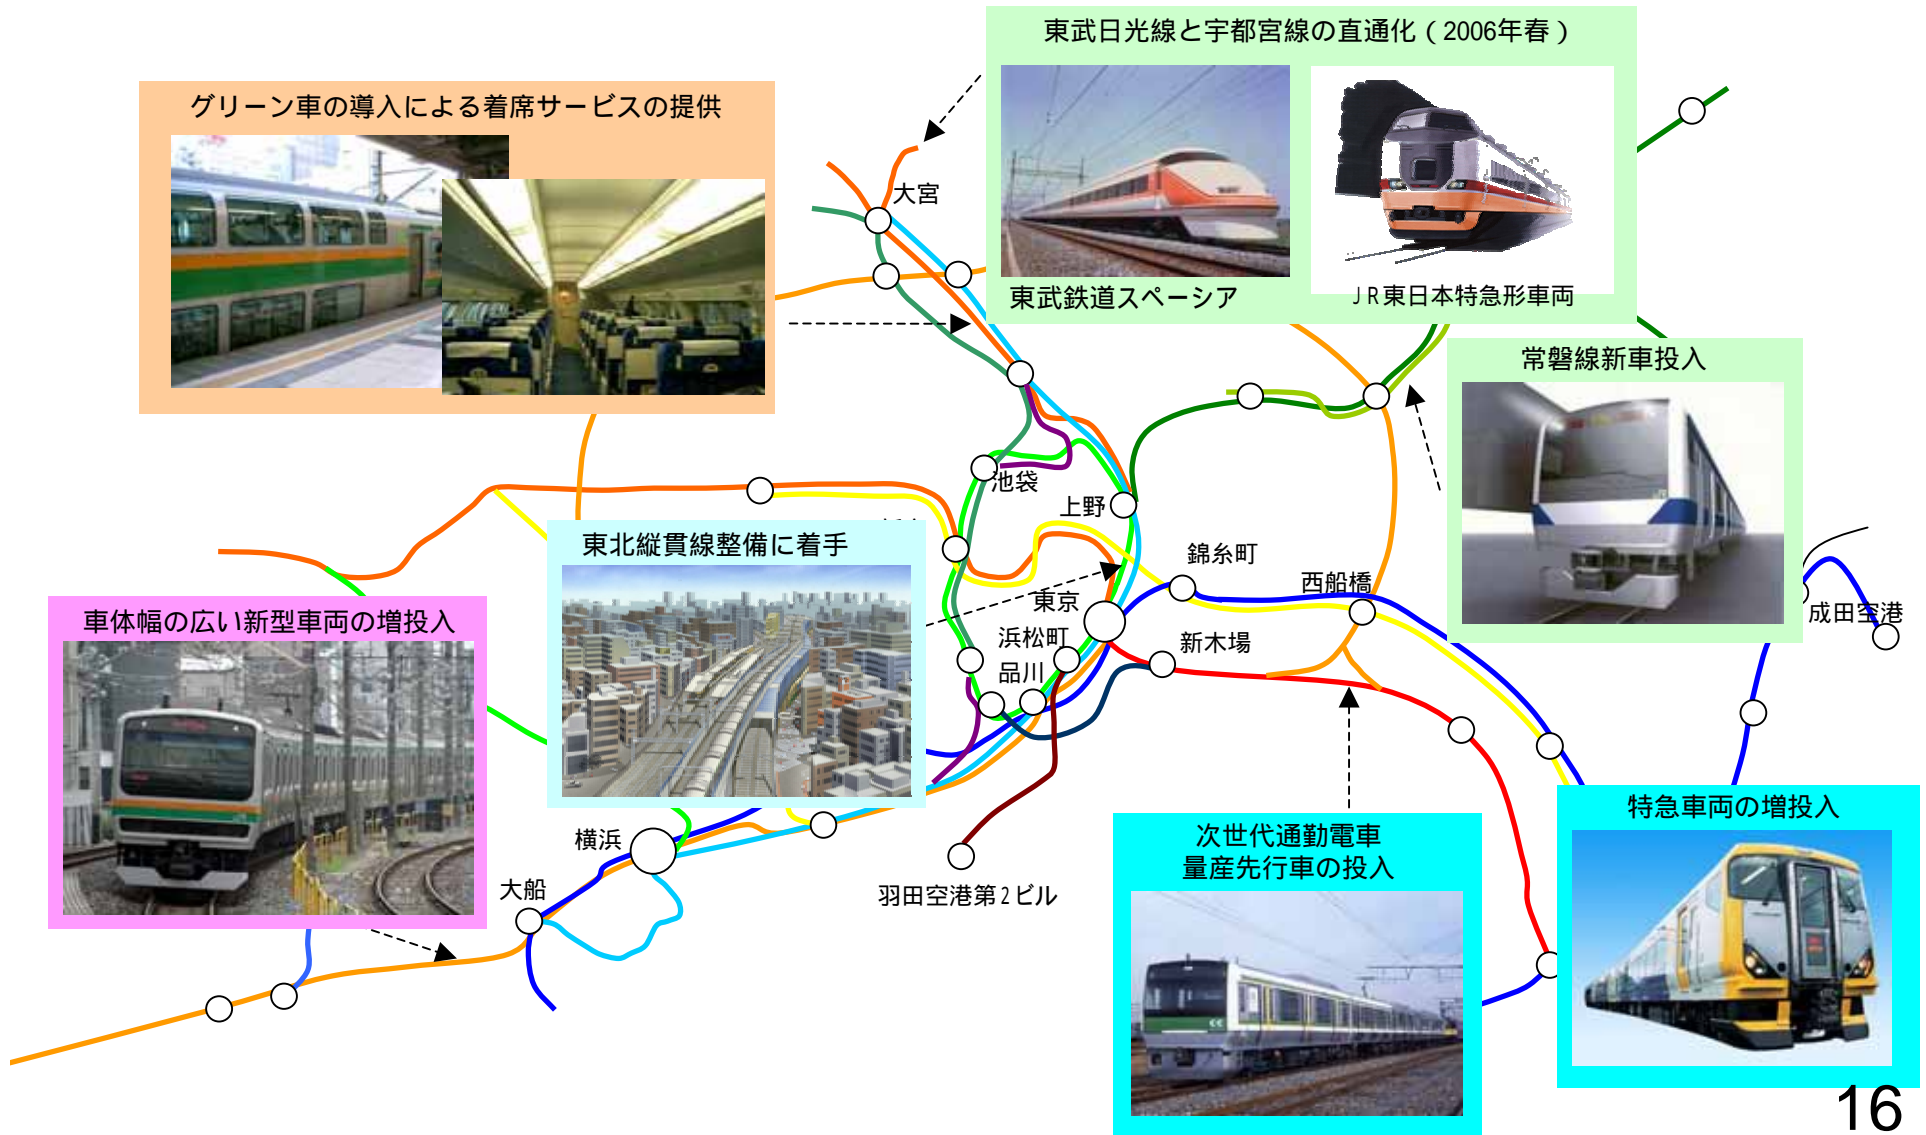 東武日光線と宇都宮線の直通化(2006年春)
東武鉄道スペーシア
JR東日本特急形車両
グリーン車の導入による着席サービスの提供
大宮
常磐線新車投入
池袋
上野
東北縦貫線整備に着手
錦糸町
西船橋
東京
浜松町
新木場
品川
成田空港
車体幅の広い新型車両の増投入
横浜
大船
羽田空港第2ビル
次世代通勤電車
量産先行車の投入
特急車両の増投入
16